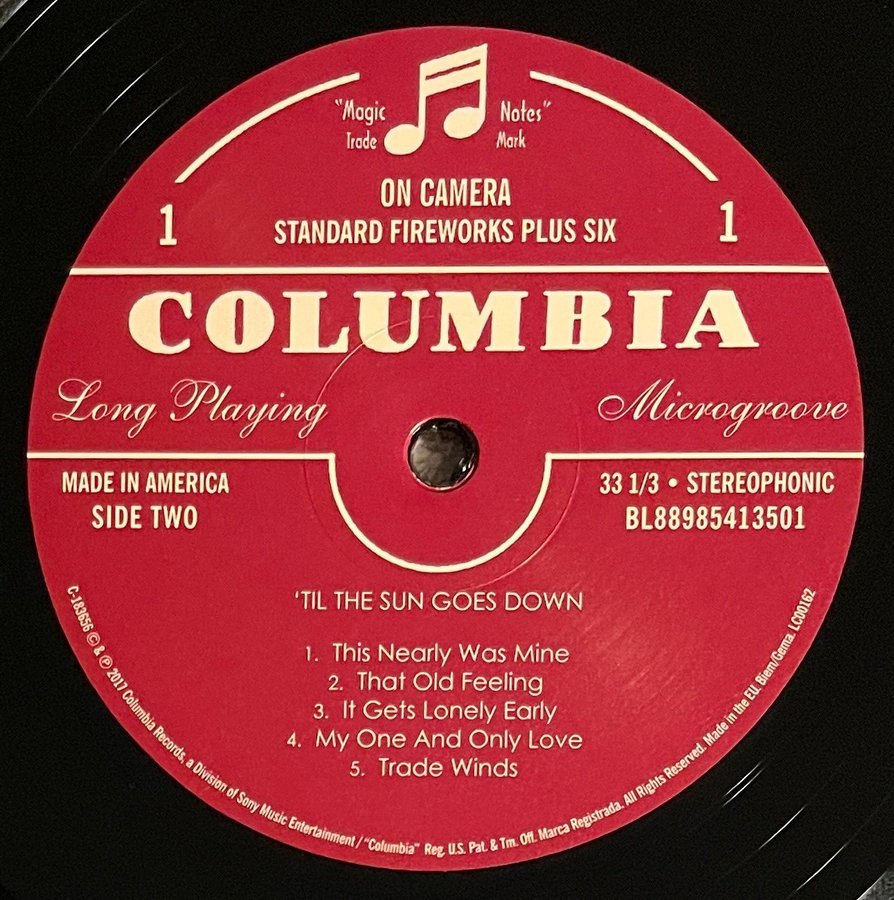 "Magic Notes"
Trade Mark
ON CAMERA
1 STANDARD FIREWORKS PLUS SIX 1
COLUMBIA
Long Playing Microgroove
MADE IN AMERICA 33 1/3 • STEREOPHONIC
SIDE TWO BL88985413501
'TIL THE SUN GOES DOWN
1. This Nearly Was Mine
2. That Old Feeling
3. It Gets Lonely Early
4. My One And Only Love
5. Trade Winds
C-183656 © & ℗ 2017 Columbia Records, a Division of Sony Music Entertainment / "Columbia" Reg. U.S. Pat. & Tm. Off. Marca Registrada. All Rights Reserved. Made in the EU. Biem/Gema. LC00162